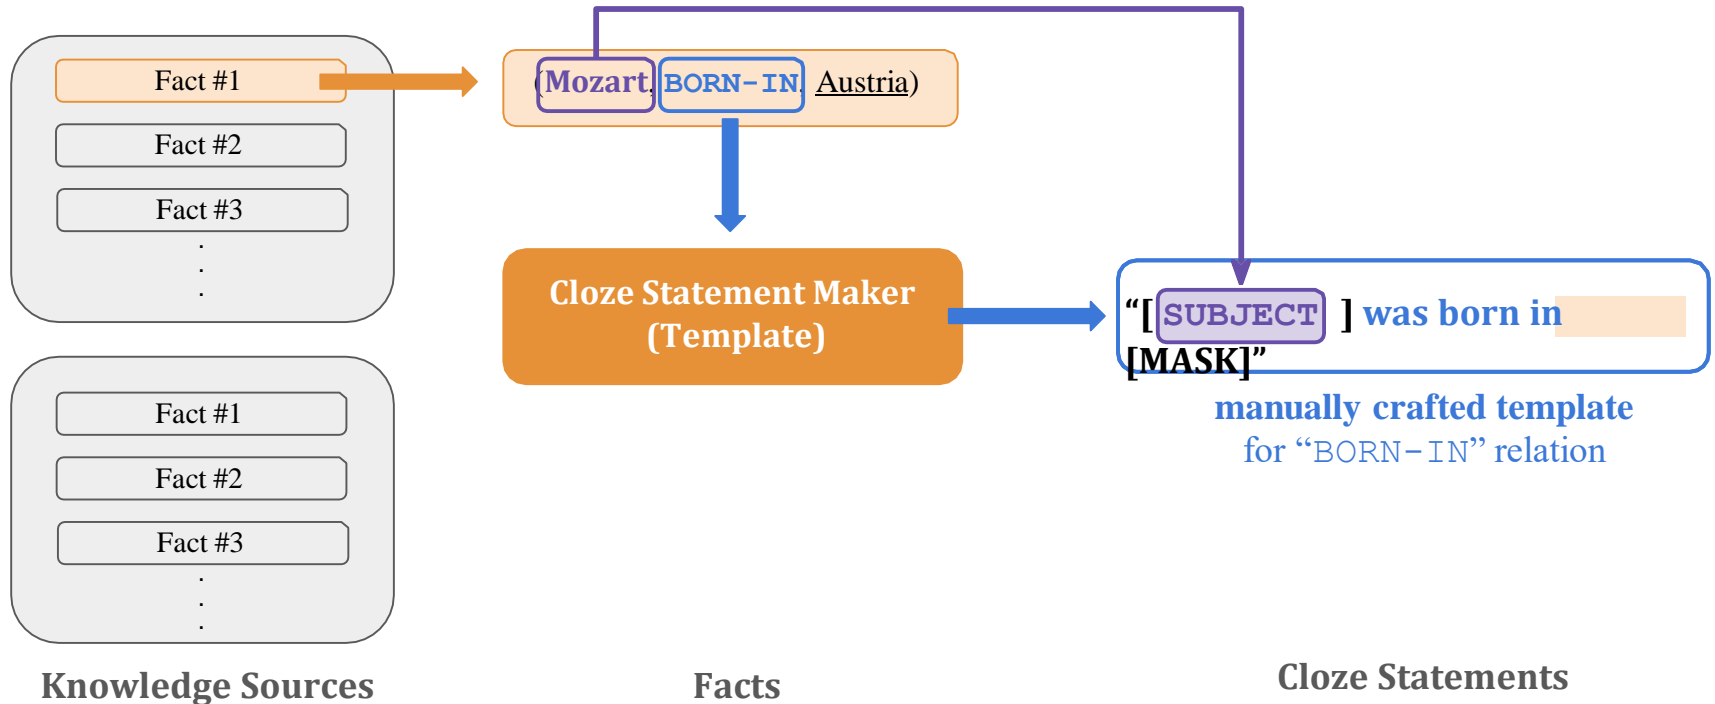 Fact #1
Fact #2
Fact #3
.
.
.
Fact #1
Fact #2
Fact #3
.
.
.
Knowledge Sources
(Mozart, BORN-IN, Austria)
Cloze Statement Maker
(Template)
Facts
“[ SUBJECT ] was born in
[MASK]”
manually crafted template
for “BORN-IN” relation
Cloze Statements